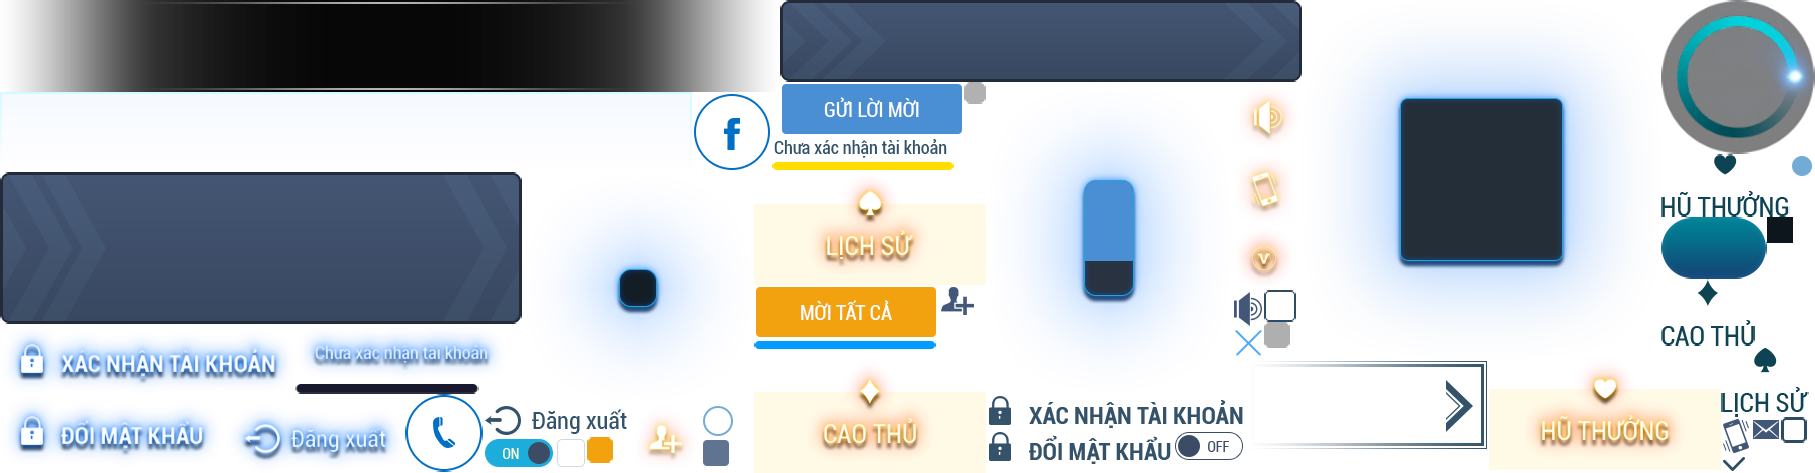 GỬI LỜI MỜI
Chưa xác nhận tài khoản
LỊCH SỬ
MỜI TẤT CẢ
CAO THỦ
XÁC NHẬN TÀI KHOẢN
Chưa xác nhận tài khoản
ĐỔI MẬT KHẨU
Đăng xuất
Đăng xuất
ON
XÁC NHẬN TÀI KHOẢN
ĐỔI MẬT KHẨU
OFF
V
HŨ THƯỞNG
CAO THỦ
LỊCH SỬ
HŨ THƯỞNG